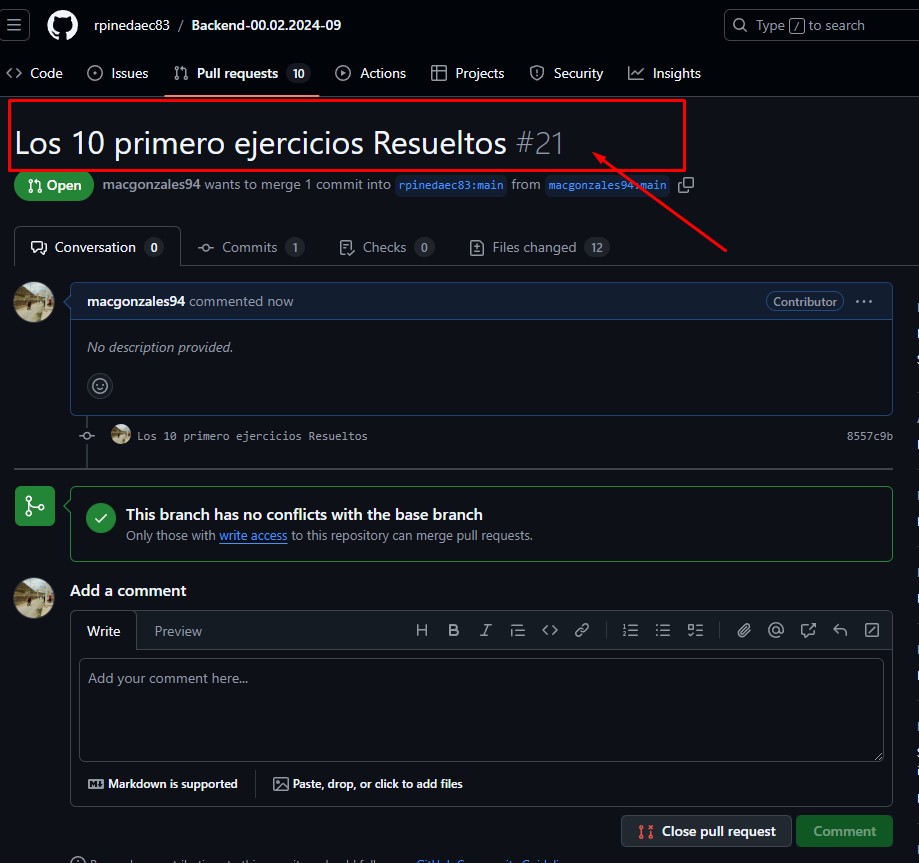 rpinedaec83 / Backend-00.02.2024-09
Type / to search
Code
Issues
Pull requests 10
Actions
Projects
Security
Insights
Los 10 primero ejercicios Resueltos #21
Open
macgonzales94 wants to merge 1 commit into rpinedaec83:main from macgonzales94:main
Conversation 0
Commits 1
Checks 0
Files changed 12
macgonzales94 commented now
Contributor
No description provided.
Los 10 primero ejercicios Resueltos
8557c9b
This branch has no conflicts with the base branch
Only those with write access to this repository can merge pull requests.
Add a comment
Write
Preview
Add your comment here...
Markdown is supported
Paste, drop, or click to add files
Close pull request
Comment